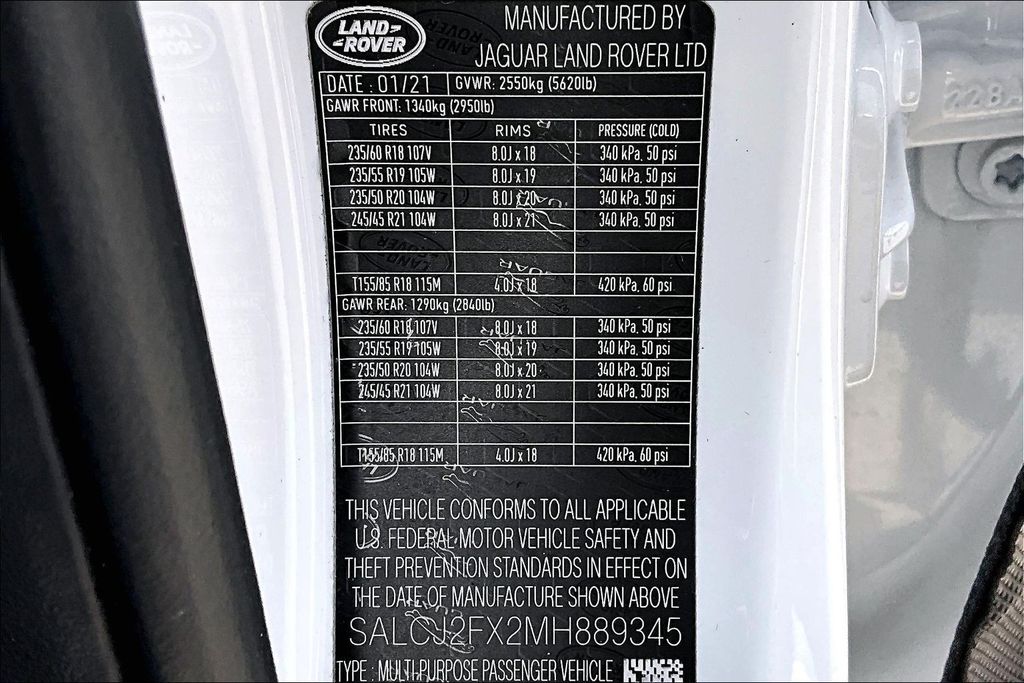 LAND-
-ROVER
MANUFACTURED BY
JAGUAR LAND ROVER LTD
DATE : 01/21 GVWR: 2550kg (5620lb)
GAWR FRONT: 1340kg (2950lb)
TIRES RIMS PRESSURE (COLD)
235/60 R18 107V 8.0J x 18 340 kPa, 50 psi
235/55 R19 105W 8.0J x 19 340 kPa, 50 psi
235/50 R20 104W 8.0J x 20 340 kPa, 50 psi
245/45 R21 104W 8.0J x 21 340 kPa, 50 psi
T155/85 R18 115M 4.0J x 18 420 kPa, 60 psi
GAWR REAR: 1290kg (2840lb)
235/60 R18 107V 8.0J x 18 340 kPa, 50 psi
235/55 R19 105W 8.0J x 19 340 kPa, 50 psi
235/50 R20 104W 8.0J x 20 340 kPa, 50 psi
245/45 R21 104W 8.0J x 21 340 kPa, 50 psi
T155/85 R18 115M 4.0J x 18 420 kPa, 60 psi
THIS VEHICLE CONFORMS TO ALL APPLICABLE
U.S. FEDERAL MOTOR VEHICLE SAFETY AND
THEFT PREVENTION STANDARDS IN EFFECT ON
THE DATE OF MANUFACTURE SHOWN ABOVE
SALCJ2FX2MH889345
TYPE : MULTI-PURPOSE PASSENGER VEHICLE
228